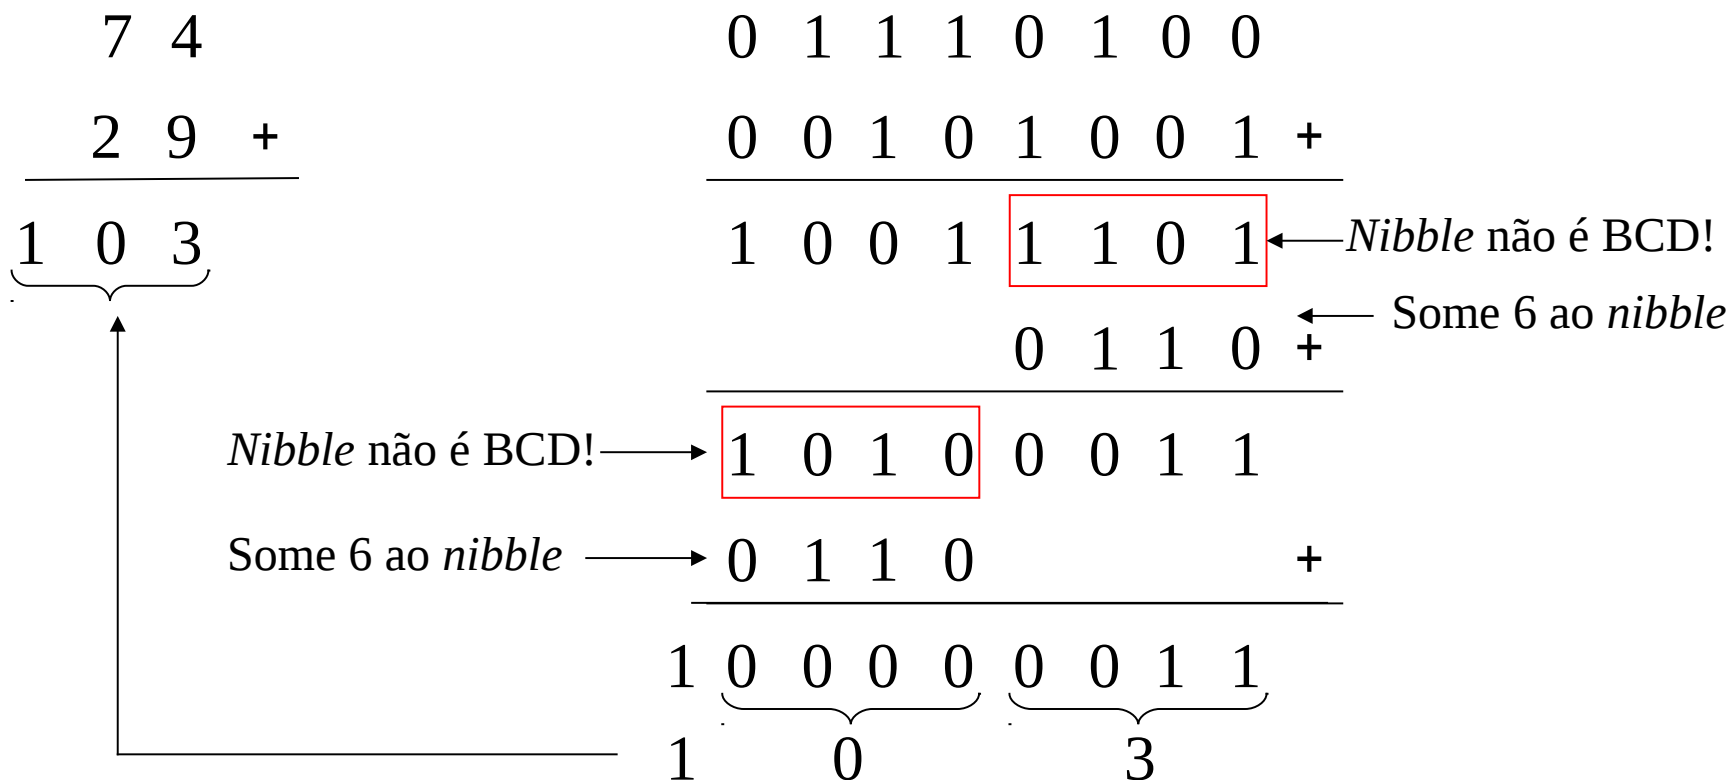 7 4 0 1 1 1 0 1 0 0
2 9 + 0 0 1 0 1 0 0 1 +
1 0 3 1 0 0 1 1 1 0 1 Nibble não é BCD!
Some 6 ao nibble
0 1 1 0 +
Nibble não é BCD! 1 0 1 0 0 0 1 1
Some 6 ao nibble 0 1 1 0 +
1 0 0 0 0 0 0 1 1
1 0 3